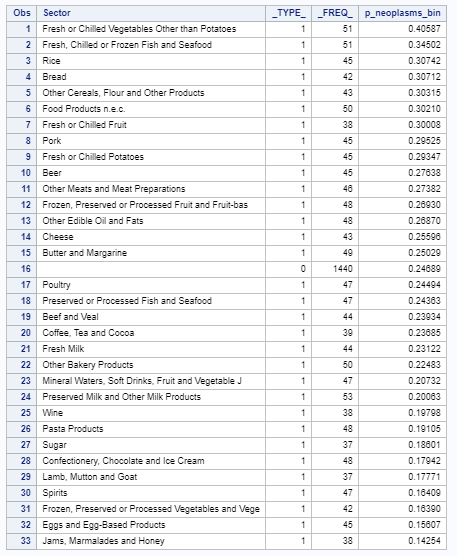 Obs Sector _TYPE_ _FREQ_ p_neoplasms_bin
1 Fresh or Chilled Vegetables Other than Potatoes 1 51 0.40587
2 Fresh, Chilled or Frozen Fish and Seafood 1 51 0.34502
3 Rice 1 45 0.30742
4 Bread 1 42 0.30712
5 Other Cereals, Flour and Other Products 1 43 0.30315
6 Food Products n.e.c. 1 50 0.30210
7 Fresh or Chilled Fruit 1 38 0.30008
8 Pork 1 45 0.29525
9 Fresh or Chilled Potatoes 1 45 0.29347
10 Beer 1 45 0.27638
11 Other Meats and Meat Preparations 1 46 0.27382
12 Frozen, Preserved or Processed Fruit and Fruit-bas 1 48 0.26930
13 Other Edible Oil and Fats 1 48 0.26870
14 Cheese 1 43 0.25596
15 Butter and Margarine 1 49 0.25029
16 0 1440 0.24689
17 Poultry 1 47 0.24494
18 Preserved or Processed Fish and Seafood 1 47 0.24363
19 Beef and Veal 1 44 0.23934
20 Coffee, Tea and Cocoa 1 39 0.23685
21 Fresh Milk 1 44 0.23122
22 Other Bakery Products 1 50 0.22483
23 Mineral Waters, Soft Drinks, Fruit and Vegetable J 1 47 0.20732
24 Preserved Milk and Other Milk Products 1 53 0.20063
25 Wine 1 38 0.19798
26 Pasta Products 1 48 0.19105
27 Sugar 1 37 0.18601
28 Confectionery, Chocolate and Ice Cream 1 48 0.17942
29 Lamb, Mutton and Goat 1 37 0.17771
30 Spirits 1 47 0.16409
31 Frozen, Preserved or Processed Vegetables and Vege 1 42 0.16390
32 Eggs and Egg-Based Products 1 45 0.15607
33 Jams, Marmalades and Honey 1 38 0.14254